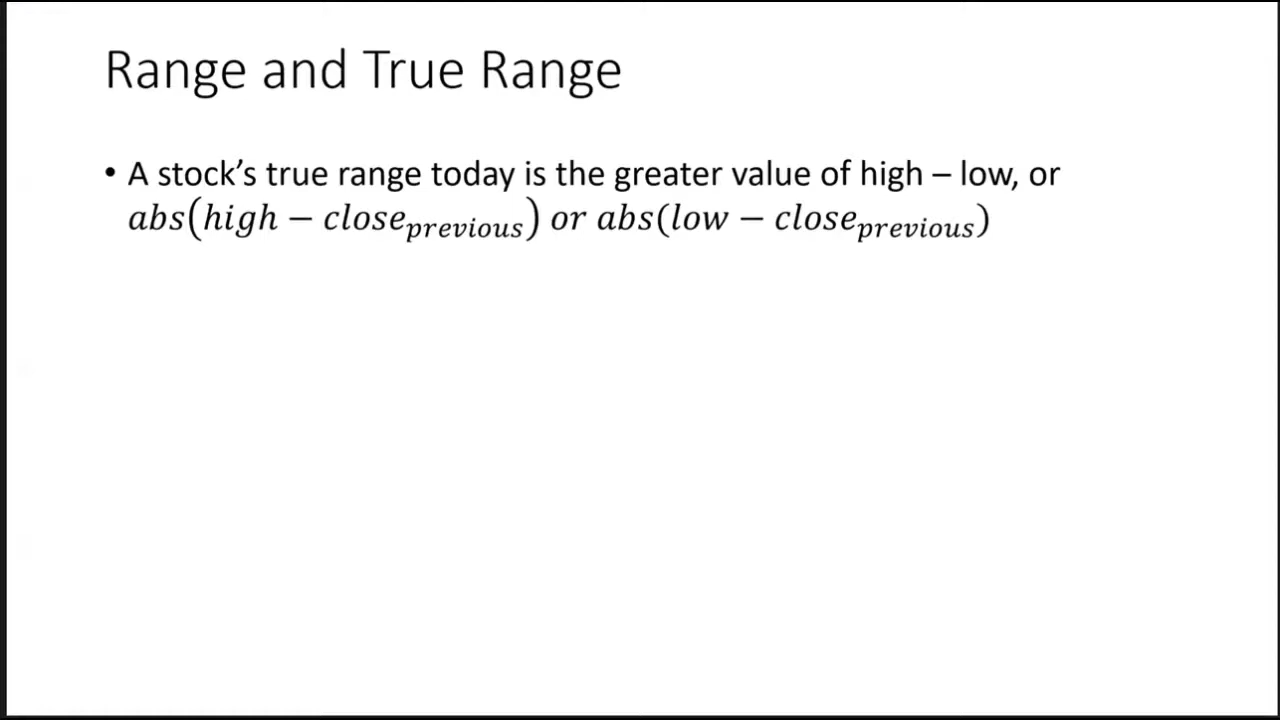 Range and True Range
• A stock’s true range today is the greater value of high – low, or
abs(high − close_previous) or abs(low − close_previous)